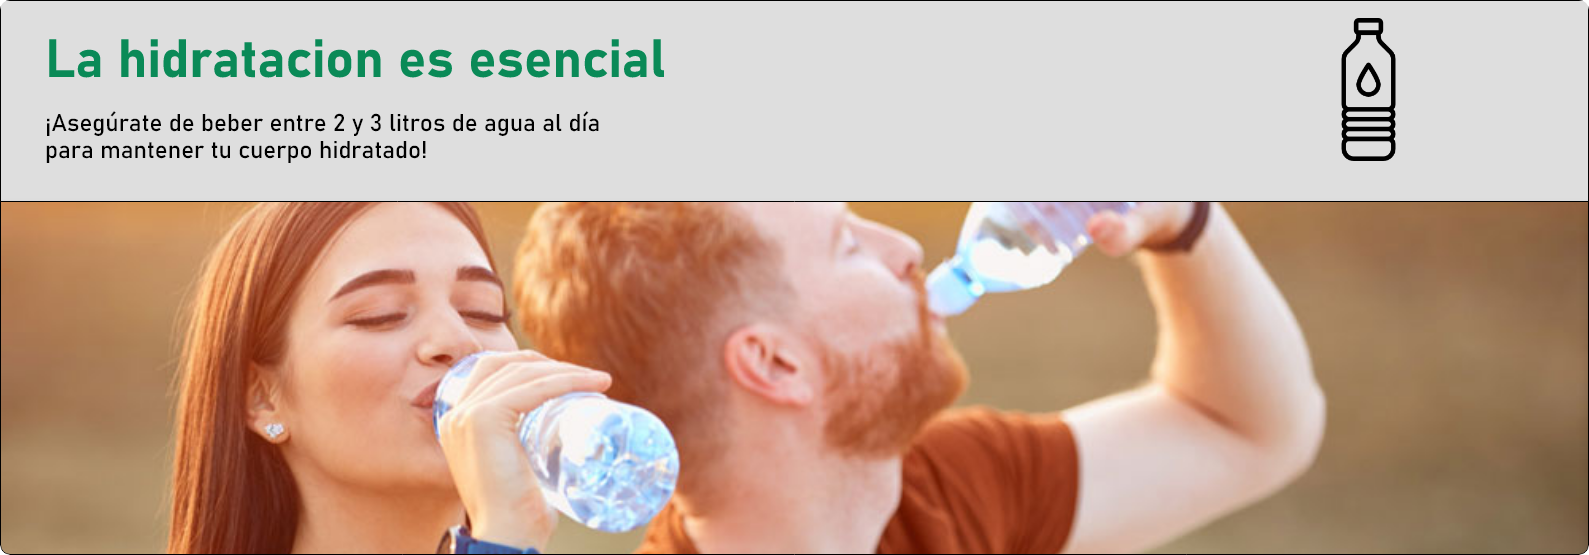 La hidratacion es esencial
¡Asegúrate de beber entre 2 y 3 litros de agua al día
para mantener tu cuerpo hidratado!